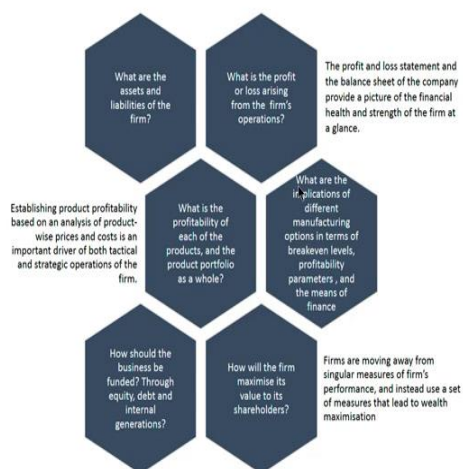 What are the
assets and
liabilities of the
firm?
What is the profit
or loss arising
from the firm's
operations?
The profit and loss statement and
the balance sheet of the company
provide a picture of the financial
health and strength of the firm at
a glance.
Establishing product profitability
based on an analysis of product-
wise prices and costs is an
important driver of both tactical
and strategic operations of the
firm.
What is the
profitability of
each of the
products, and the
product portfolio
as a whole?
What are the
implications of
different
manufacturing
options in terms of
breakeven levels,
profitability
parameters , and
the means of
finance
How should the
business be
funded? Through
equity, debt and
internal
generations?
How will the firm
maximise its
value to its
shareholders?
Firms are moving away from
singular measures of firm's
performance, and instead use a set
of measures that lead to wealth
maximisation